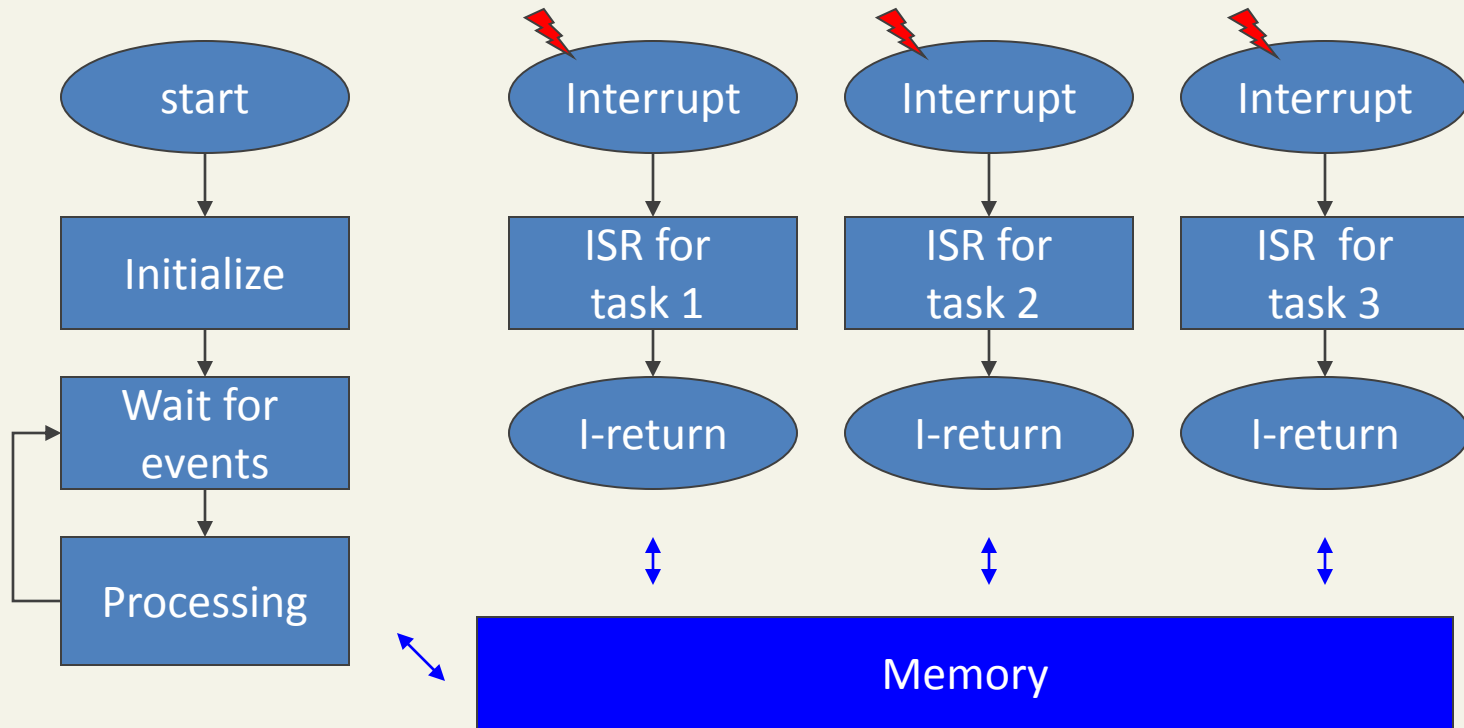 start
Interrupt
Interrupt
Interrupt
Initialize
ISR for
task 1
ISR for
task 2
ISR for
task 3
Wait for
events
I-return
I-return
I-return
Processing
Memory